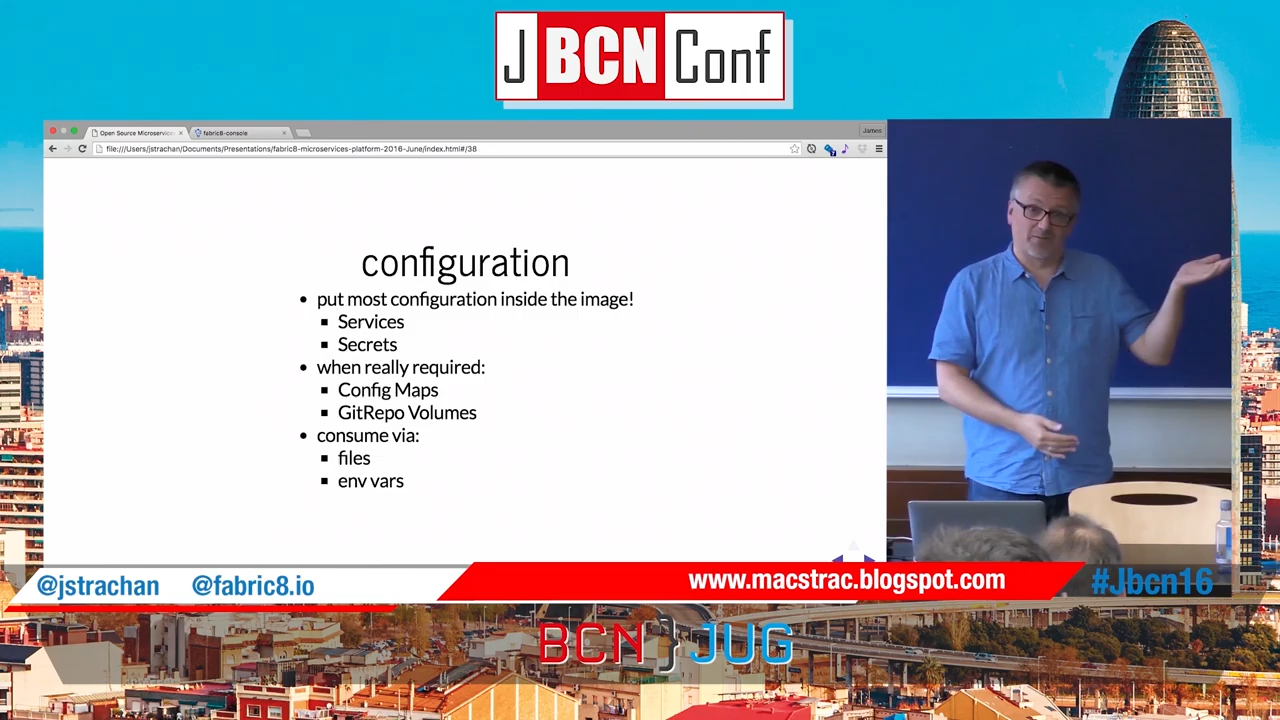 J BCN Conf
Open Source Microservices
fabric8-console
James
file:///Users/jstrachan/Documents/Presentations/fabric8-microservices-platform-2016-June/index.html#/38
configuration
• put most configuration inside the image!
▪ Services
▪ Secrets
• when really required:
▪ Config Maps
▪ GitRepo Volumes
• consume via:
▪ files
▪ env vars
@jstrachan @fabric8.io
www.macstrac.blogspot.com
#Jbcn16
BCN}JUG